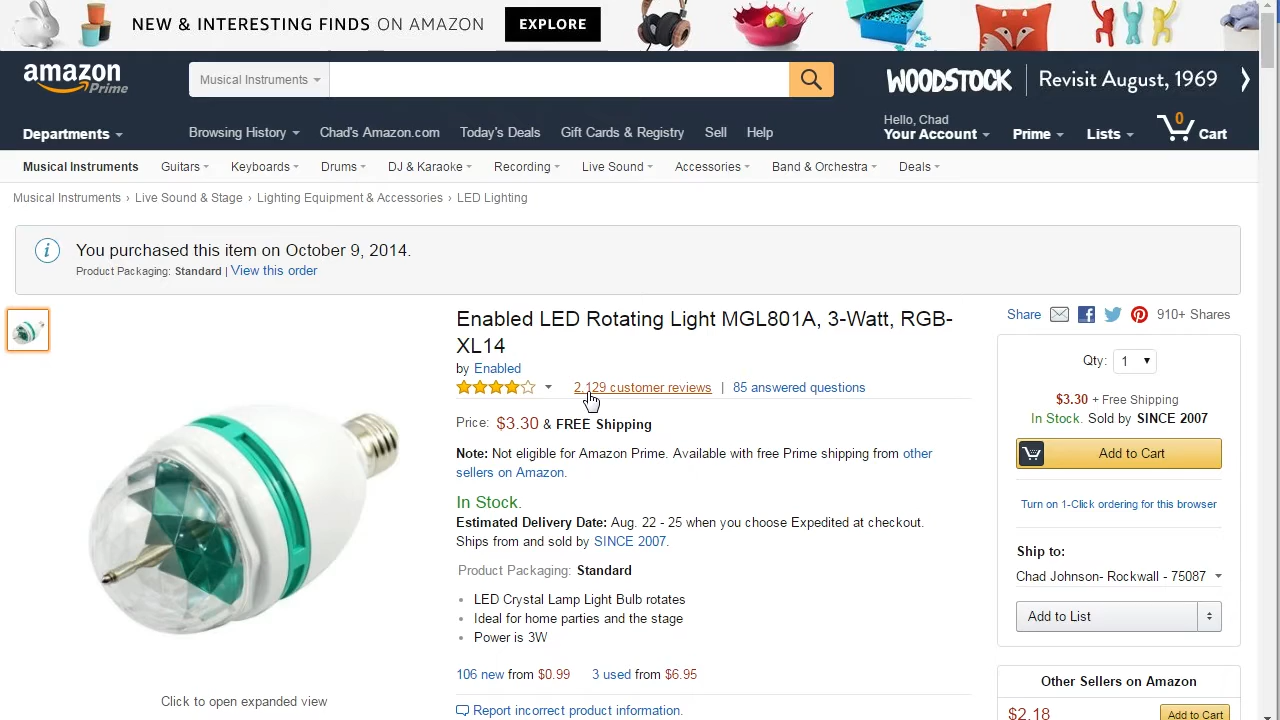 NEW & INTERESTING FINDS ON AMAZON EXPLORE
amazon
Prime
Musical Instruments
WOODSTOCK Revisit August, 1969
Departments
Browsing History Chad's Amazon.com Today's Deals Gift Cards & Registry Sell Help
Hello, Chad
Your Account Prime Lists 0 Cart
Musical Instruments Guitars Keyboards Drums DJ & Karaoke Recording Live Sound Accessories Band & Orchestra Deals
Musical Instruments › Live Sound & Stage › Lighting Equipment & Accessories › LED Lighting
i You purchased this item on October 9, 2014.
Product Packaging: Standard | View this order
Enabled LED Rotating Light MGL801A, 3-Watt, RGB-
XL14
by Enabled
2,129 customer reviews | 85 answered questions
Price: $3.30 & FREE Shipping
Note: Not eligible for Amazon Prime. Available with free Prime shipping from other
sellers on Amazon.
In Stock.
Estimated Delivery Date: Aug. 22 - 25 when you choose Expedited at checkout.
Ships from and sold by SINCE 2007.
Product Packaging: Standard
• LED Crystal Lamp Light Bulb rotates
• Ideal for home parties and the stage
• Power is 3W
106 new from $0.99 3 used from $6.95
Report incorrect product information.
Click to open expanded view
Share 910+ Shares
Qty: 1
$3.30 + Free Shipping
In Stock. Sold by SINCE 2007
Add to Cart
Turn on 1-Click ordering for this browser
Ship to:
Chad Johnson- Rockwall - 75087
Add to List
Other Sellers on Amazon
$2.18 Add to Cart